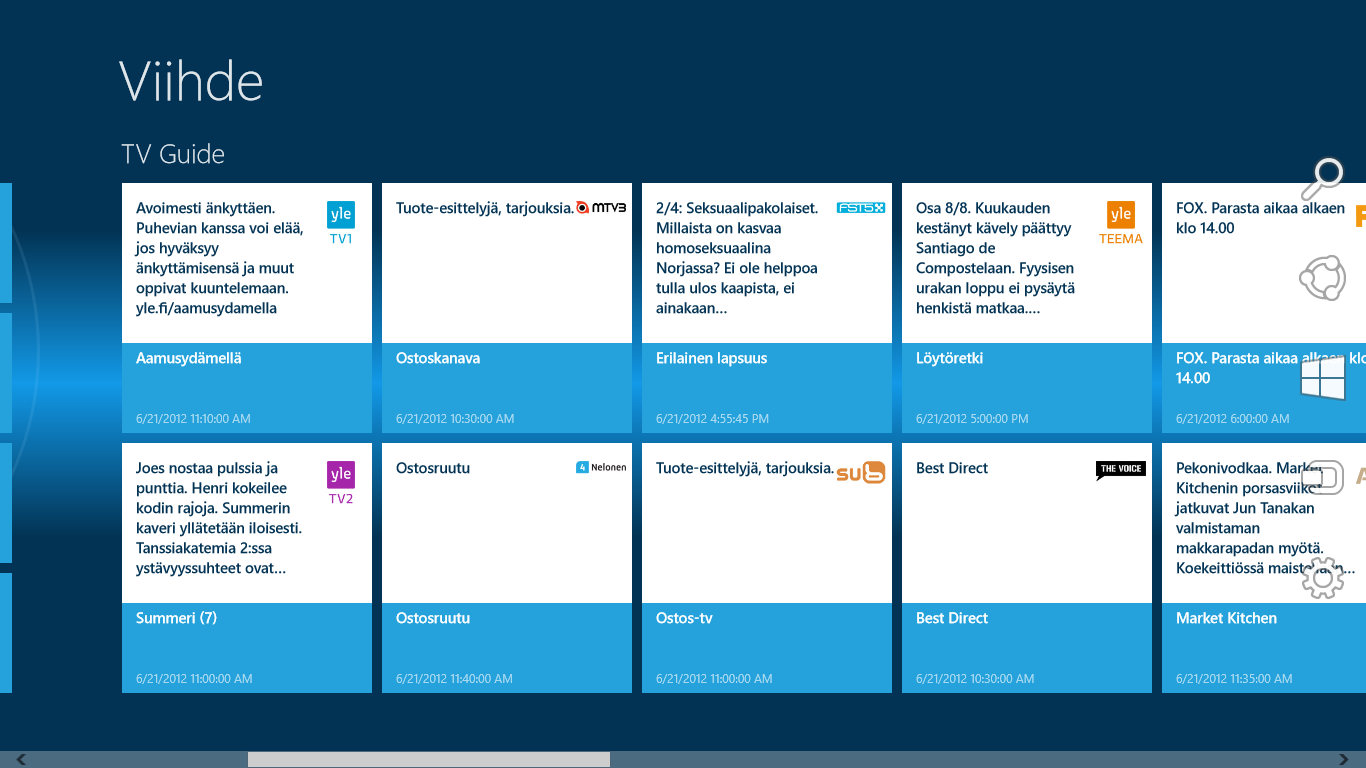 Viihde
TV Guide
Avoimesti änkyttäen.
Puhevian kanssa voi elää,
jos hyväksyy
änkyttämisensä ja muut
oppivat kuuntelemaan.
yle.fi/aamusydamella
yle
TV1
Aamusydämellä
6/21/2012 11:10:00 AM
Tuote-esittelyjä, tarjouksia.
MTV3
Ostoskanava
6/21/2012 10:30:00 AM
2/4: Seksuaalipakolaiset.
Millaista on kasvaa
homoseksuaalina
Norjassa? Ei ole helppoa
tulla ulos kaapista, ei
ainakaan...
FST5X
Erilainen lapsuus
6/21/2012 4:55:45 PM
Osa 8/8. Kuukauden
kestänyt kävely päättyy
Santiago de
Compostelaan. Fyysisen
urakan loppu ei pysäytä
henkistä matkaa....
yle
TEEMA
Löytöretki
6/21/2012 5:00:00 PM
FOX. Parasta aikaa alkaen
klo 14.00
F
FOX. Parasta aikaa alkaen klo
14.00
6/21/2012 6:00:00 AM
Joes nostaa pulssia ja
punttia. Henri kokeilee
kodin rajoja. Summerin
kaveri yllätetään iloisesti.
Tanssiakatemia 2:ssa
ystävyyssuhteet ovat...
yle
TV2
Summeri (7)
6/21/2012 11:00:00 AM
Ostosruutu
4 Nelonen
Ostosruutu
6/21/2012 11:40:00 AM
Tuote-esittelyjä, tarjouksia.
sub
Ostos-tv
6/21/2012 11:00:00 AM
Best Direct
THE VOICE
Best Direct
6/21/2012 10:30:00 AM
Pekonivodkaa. Market
Kitchenin porsasviikot
jatkuvat Jun Tanakan
valmistaman
makkarapadan myötä.
Koekeittiössä maistellaan...
A
Market Kitchen
6/21/2012 11:35:00 AM